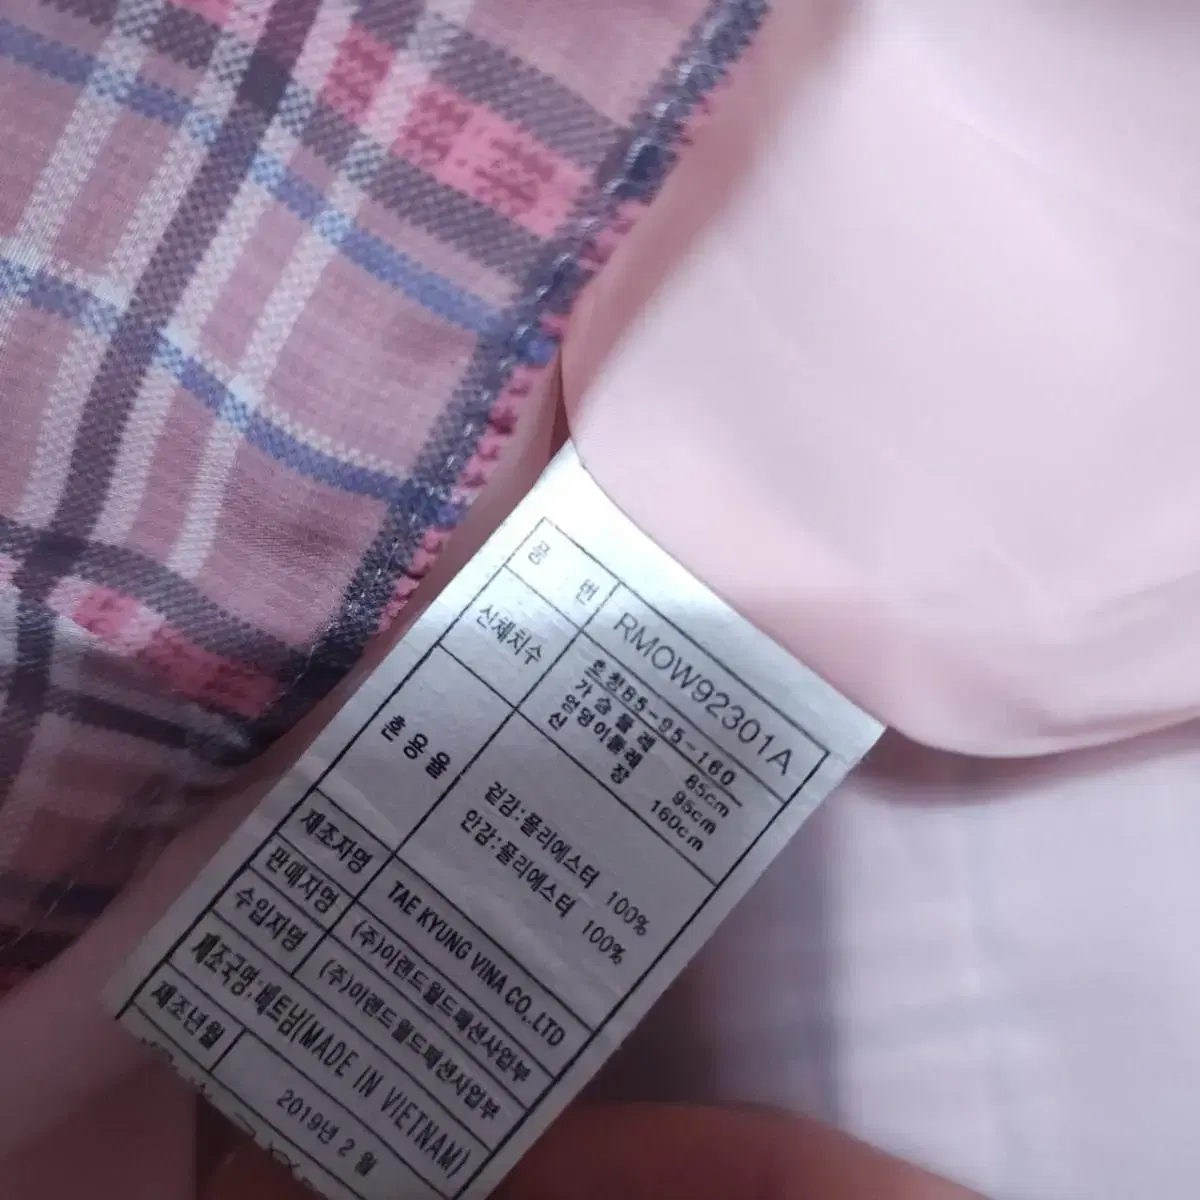 품 번 RMOW92301A
신체치수 호칭85-95-160
가슴둘레 85cm
엉덩이둘레 95cm
신 장 160cm
혼용율 겉감:폴리에스터 100%
안감:폴리에스터 100%
제조자명 TAE KYUNG VINA CO,.LTD
판매자명 (주)이랜드월드패션사업부
수입자명 (주)이랜드월드패션사업부
제조국명:베트남(MADE IN VIETNAM)
제조년월 2019년 2 월